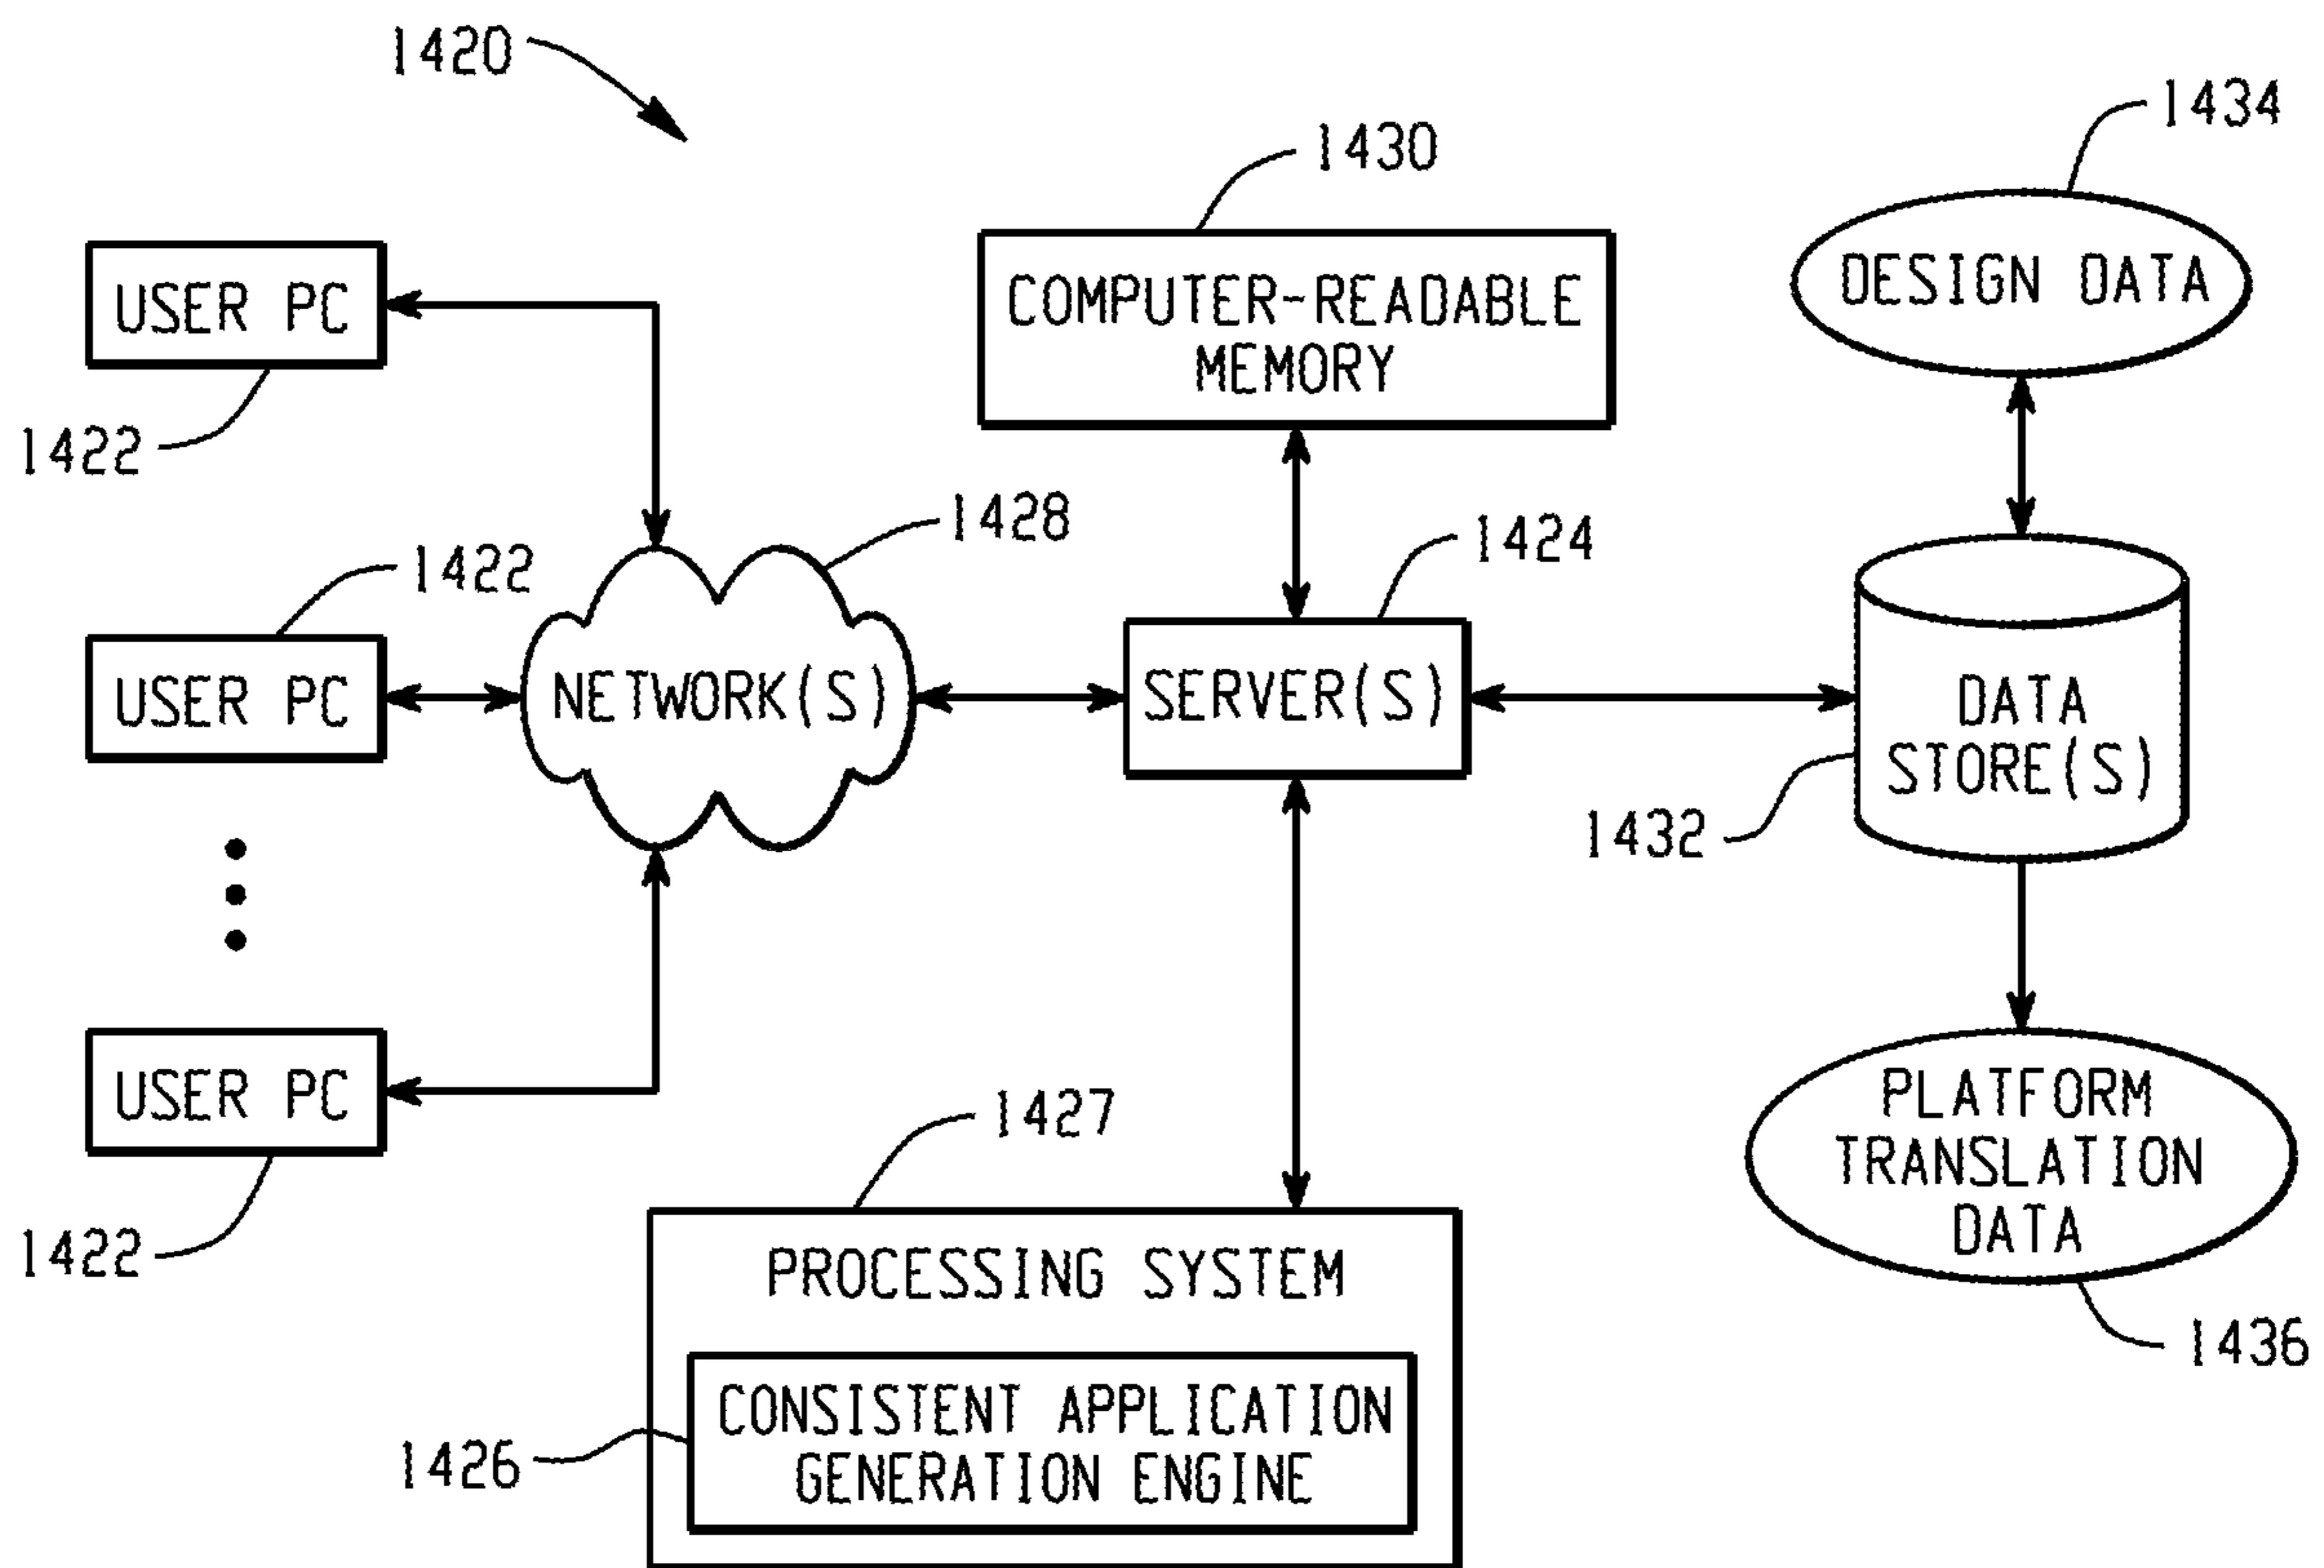 1420
1434
1430
USER PC
COMPUTER-READABLE
MEMORY
DESIGN DATA
1422
1428
1424
1422
USER PC
NETWORK(S)
SERVER(S)
DATA
STORE(S)
1432
USER PC
1427
PLATFORM
TRANSLATION
DATA
1422
PROCESSING SYSTEM
1436
CONSISTENT APPLICATION
GENERATION ENGINE
1426